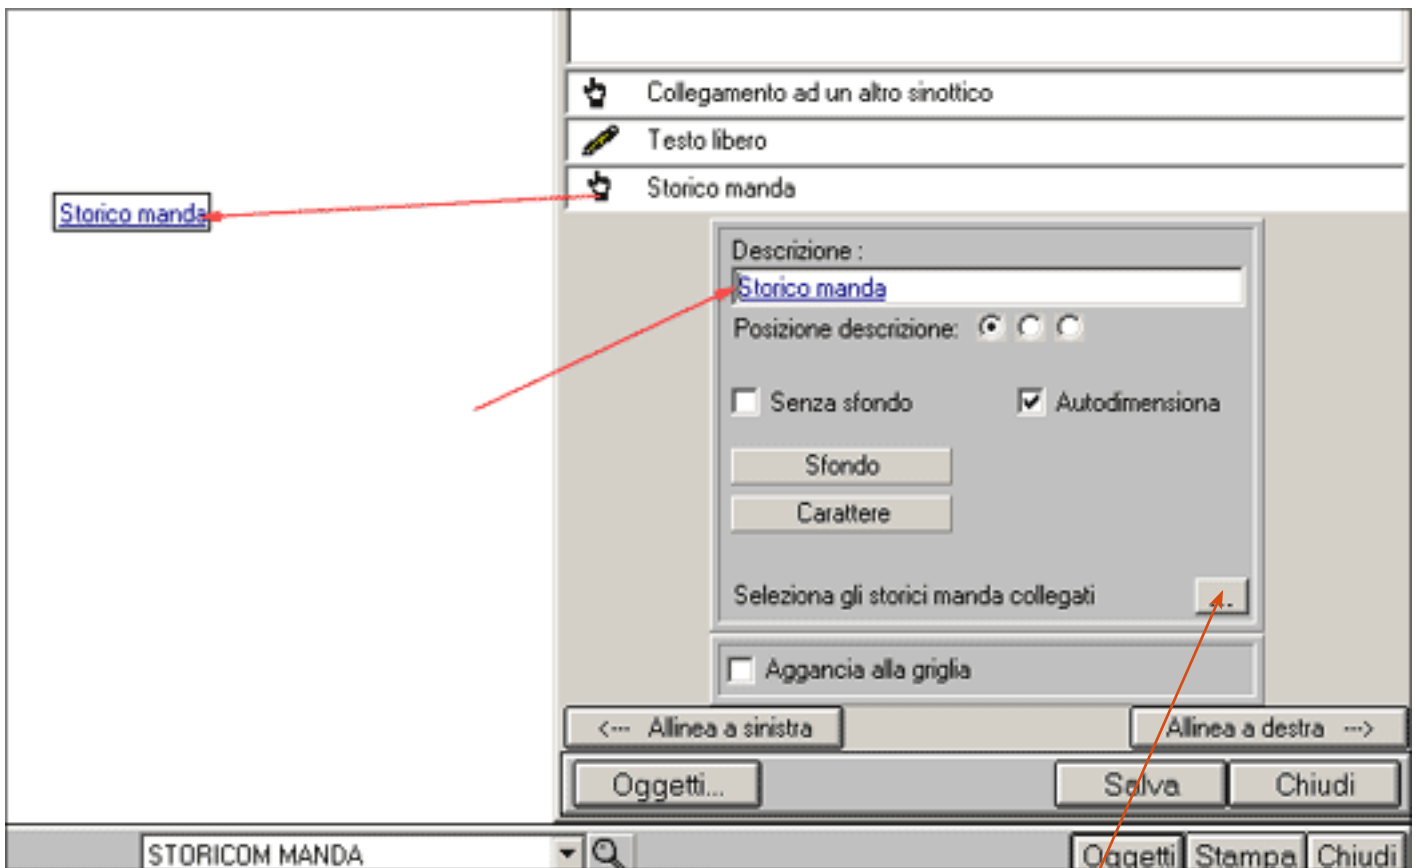 Collegamento ad un altro sinottico
Testo libero
Storico manda
Storico manda
Descrizione :
Storico manda
Posizione descrizione:
Senza sfondo
Autodimensiona
Sfondo
Carattere
Seleziona gli storici manda collegati
...
Aggancia alla griglia
<--- Allinea a sinistra
Allinea a destra --->
Oggetti...
Salva
Chiudi
STORICOM MANDA
Oggetti
Stampa
Chiudi